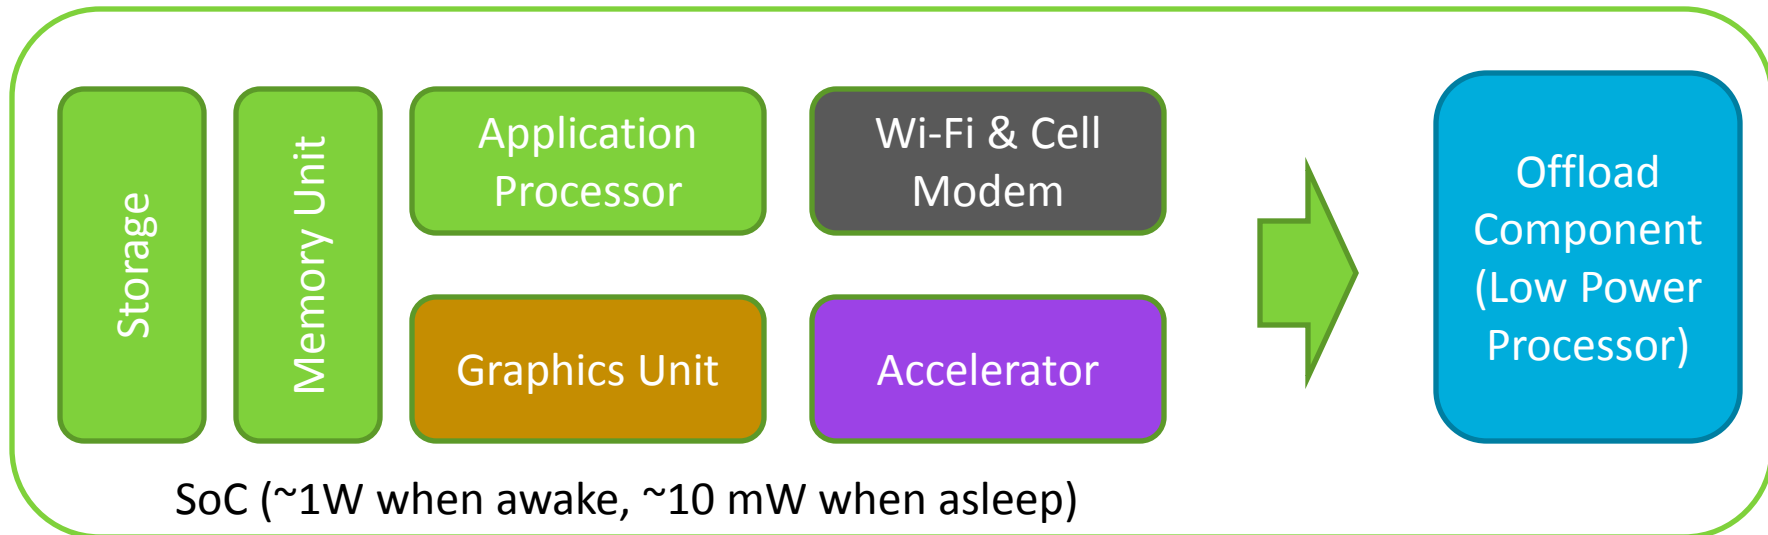 Storage
Memory Unit
Application
Processor
Wi-Fi & Cell
Modem
Graphics Unit
Accelerator
Offload
Component
(Low Power
Processor)
SoC (~1W when awake, ~10 mW when asleep)